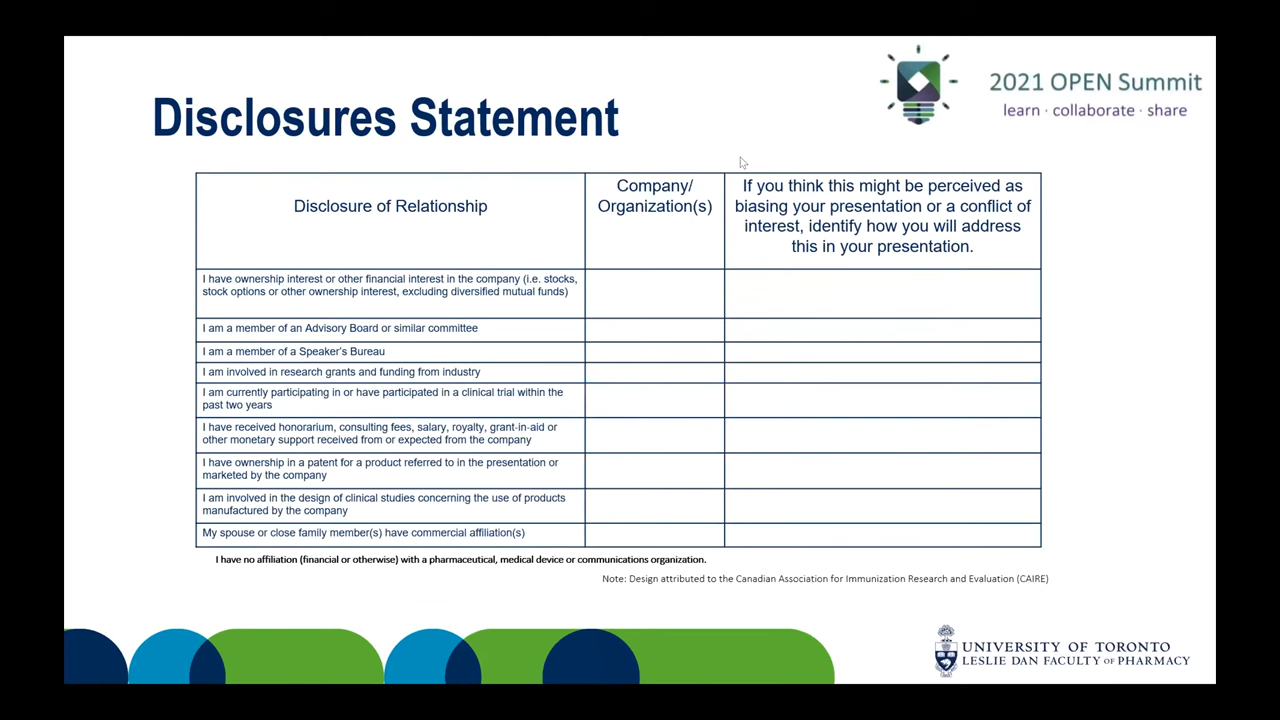 2021 OPEN Summit
learn · collaborate · share
Disclosures Statement
Disclosure of Relationship
Company/
Organization(s)
If you think this might be perceived as
biasing your presentation or a conflict of
interest, identify how you will address
this in your presentation.
I have ownership interest or other financial interest in the company (i.e. stocks,
stock options or other ownership interest, excluding diversified mutual funds)
I am a member of an Advisory Board or similar committee
I am a member of a Speaker's Bureau
I am involved in research grants and funding from industry
I am currently participating in or have participated in a clinical trial within the
past two years
I have received honorarium, consulting fees, salary, royalty, grant-in-aid or
other monetary support received from or expected from the company
I have ownership in a patent for a product referred to in the presentation or
marketed by the company
I am involved in the design of clinical studies concerning the use of products
manufactured by the company
My spouse or close family member(s) have commercial affiliation(s)
I have no affiliation (financial or otherwise) with a pharmaceutical, medical device or communications organization.
Note: Design attributed to the Canadian Association for Immunization Research and Evaluation (CAIRE)
UNIVERSITY OF TORONTO
LESLIE DAN FACULTY OF PHARMACY